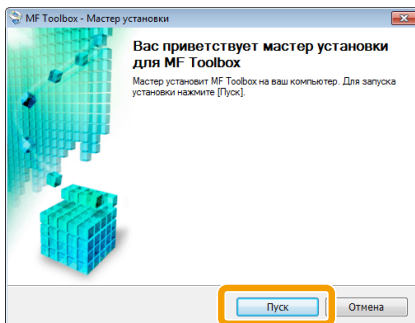 MF Toolbox - Мастер установки
Вас приветствует мастер установки
для MF Toolbox
Мастер установит MF Toolbox на ваш компьютер. Для запуска
установки нажмите [Пуск].
Пуск
Отмена